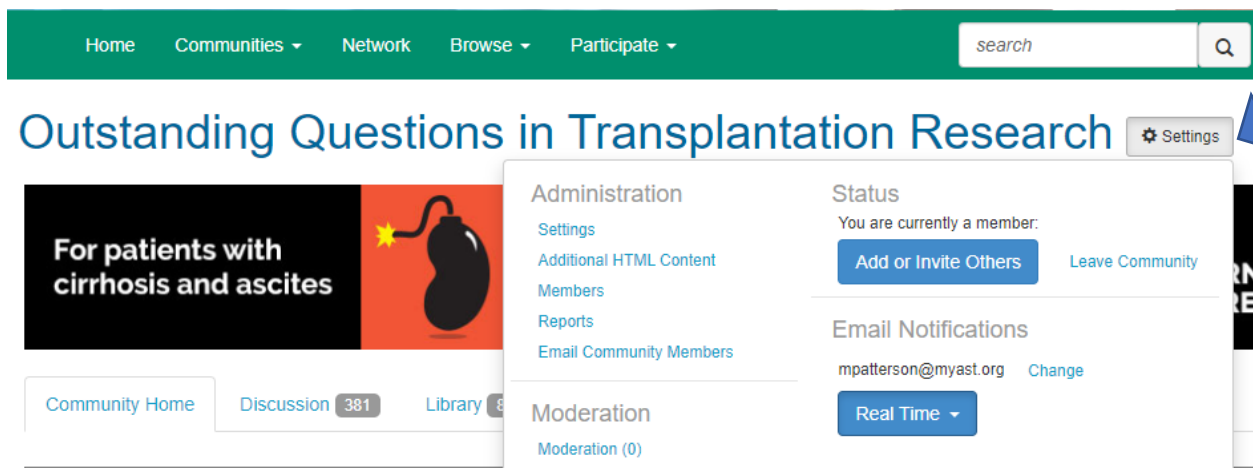 Home Communities Network Browse Participate search
Outstanding Questions in Transplantation Research Settings
For patients with
cirrhosis and ascites
Administration
Settings
Additional HTML Content
Members
Reports
Email Community Members
Moderation
Moderation (0)
Status
You are currently a member:
Add or Invite Others Leave Community
Email Notifications
mpatterson@myast.org Change
Real Time
Community Home Discussion 381 Library